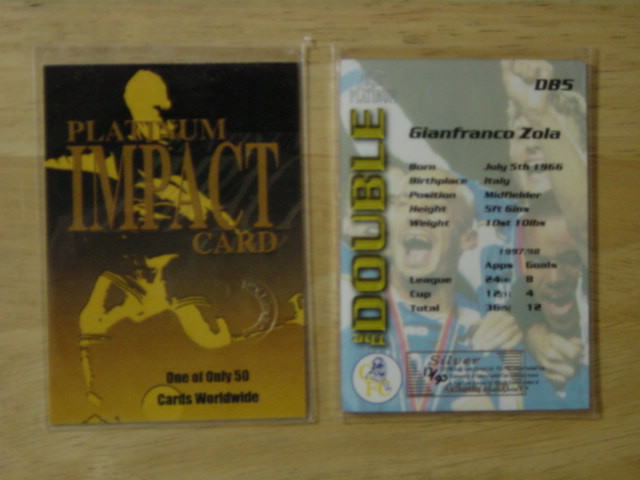 PLATINUM
IMPACT
CARD
One of Only 50
Cards Worldwide
DB5
Gianfranco Zola
DOUBLE
Born July 5th 1966
Birthplace Italy
Position Midfielder
Height 5ft 6ins
Weight 10st 10lbs
1997/98
Apps Goals
League 8
Cup 4
Total 12
Silver